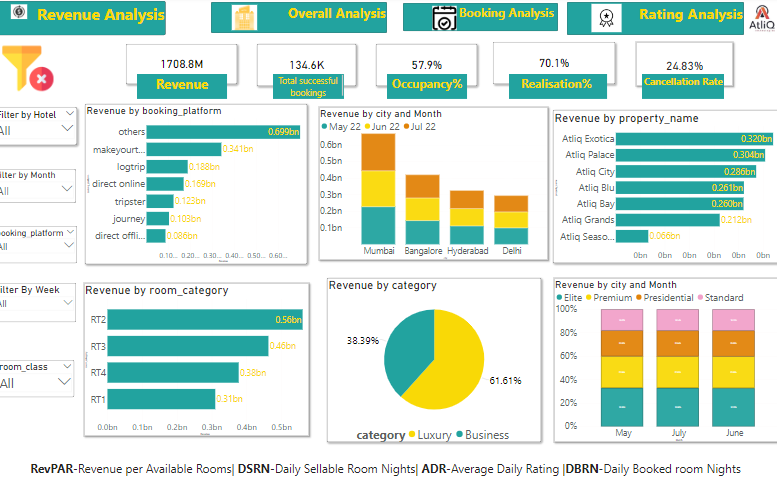 Revenue Analysis
Overall Analysis
Booking Analysis
Rating Analysis
AtliQ
1708.8M
Revenue
134.6K
Total successful
bookings
57.9%
Occupancy%
70.1%
Realisation%
24.83%
Cancellation Rate
Filter by Hotel
All
Filter by Month
All
booking_platform
All
Filter By Week
All
room_class
All
Revenue by booking_platform
others
0.699bn
makeyourt...
0.341bn
logtrip
0.188bn
direct online
0.169bn
tripster
0.123bn
journey
0.103bn
direct offli...
0.086bn
0.10... 0.20... 0.30... 0.40... 0.50... 0.60...
Revenue by city and Month
May 22 Jun 22 Jul 22
0.6bn
0.5bn
0.4bn
0.3bn
0.2bn
0.1bn
Mumbai Bangalore Hyderabad Delhi
Revenue by property_name
Atliq Exotica
0.320bn
Atliq Palace
0.304bn
Atliq City
0.286bn
Atliq Blu
0.261bn
Atliq Bay
0.260bn
Atliq Grands
0.212bn
Atliq Seaso...
0.066bn
0bn 0bn 0bn 0bn 0bn 0bn
Revenue by room_category
RT2
0.56bn
RT3
0.46bn
RT4
0.38bn
RT1
0.31bn
0.0bn 0.1bn 0.2bn 0.3bn 0.4bn 0.5bn
Revenue by category
38.39%
61.61%
category Luxury Business
Revenue by city and Month
Elite Premium Presidential Standard
100%
80%
60%
40%
20%
0%
May July June
RevPAR-Revenue per Available Rooms| DSRN-Daily Sellable Room Nights| ADR-Average Daily Rating |DBRN-Daily Booked room Nights